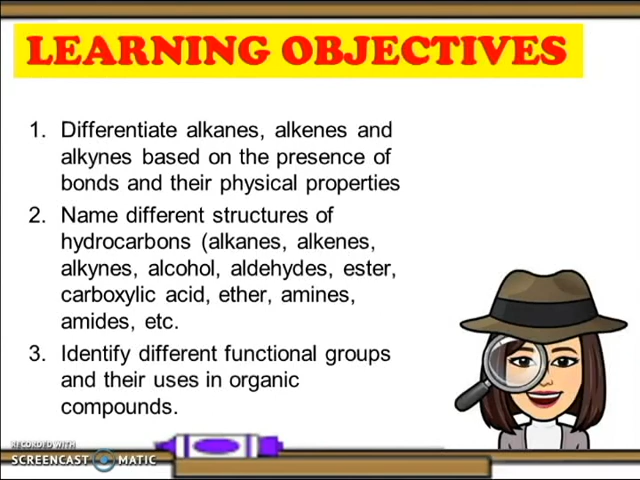 LEARNING OBJECTIVES
1. Differentiate alkanes, alkenes and
alkynes based on the presence of
bonds and their physical properties
2. Name different structures of
hydrocarbons (alkanes, alkenes,
alkynes, alcohol, aldehydes, ester,
carboxylic acid, ether, amines,
amides, etc.
3. Identify different functional groups
and their uses in organic
compounds.
RECORDED WITH
SCREENCAST MATIC